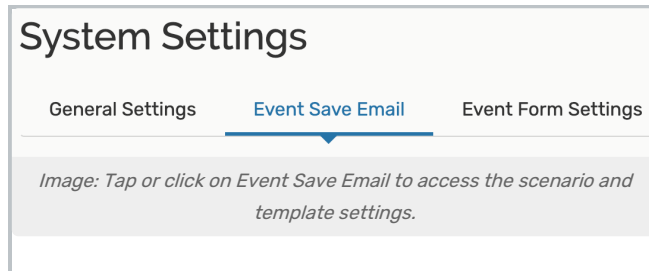 System Settings
General Settings Event Save Email Event Form Settings
Image: Tap or click on Event Save Email to access the scenario and
template settings.